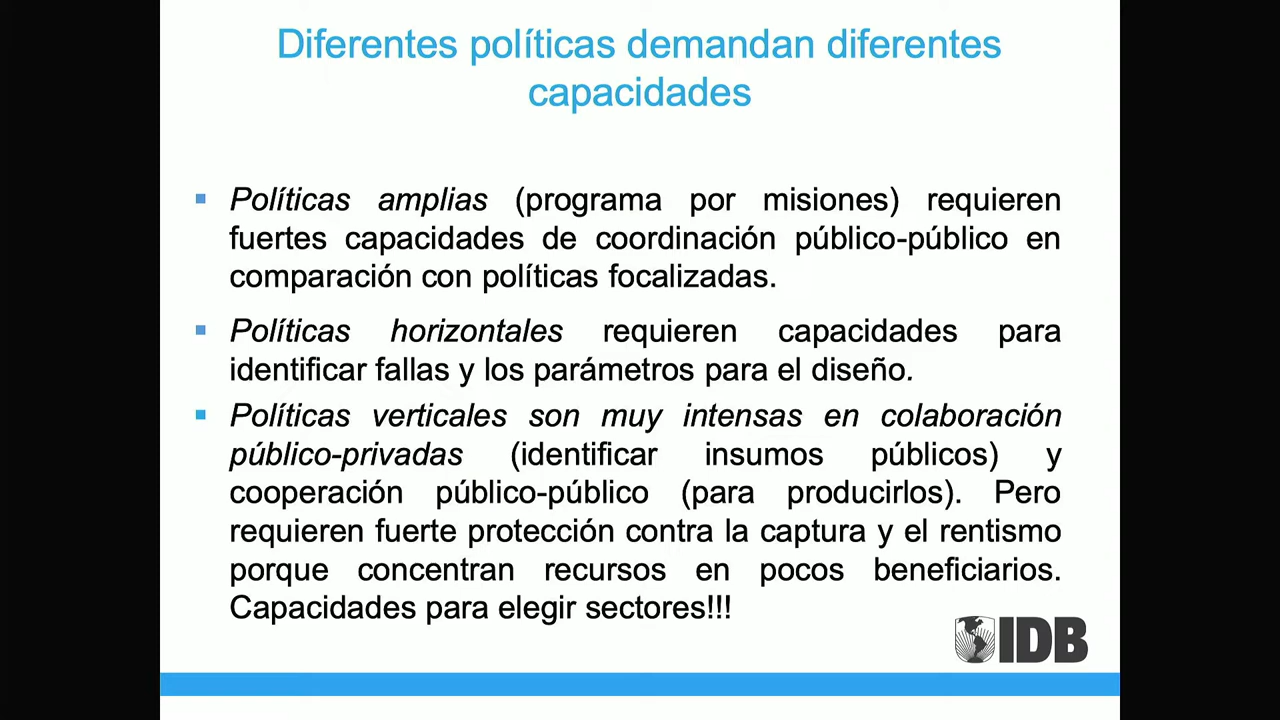 Diferentes políticas demandan diferentes
capacidades
▪ Políticas amplias (programa por misiones) requieren
fuertes capacidades de coordinación público-público en
comparación con políticas focalizadas.
▪ Políticas horizontales requieren capacidades para
identificar fallas y los parámetros para el diseño.
▪ Políticas verticales son muy intensas en colaboración
público-privadas (identificar insumos públicos) y
cooperación público-público (para producirlos). Pero
requieren fuerte protección contra la captura y el rentismo
porque concentran recursos en pocos beneficiarios.
Capacidades para elegir sectores!!!
IDB